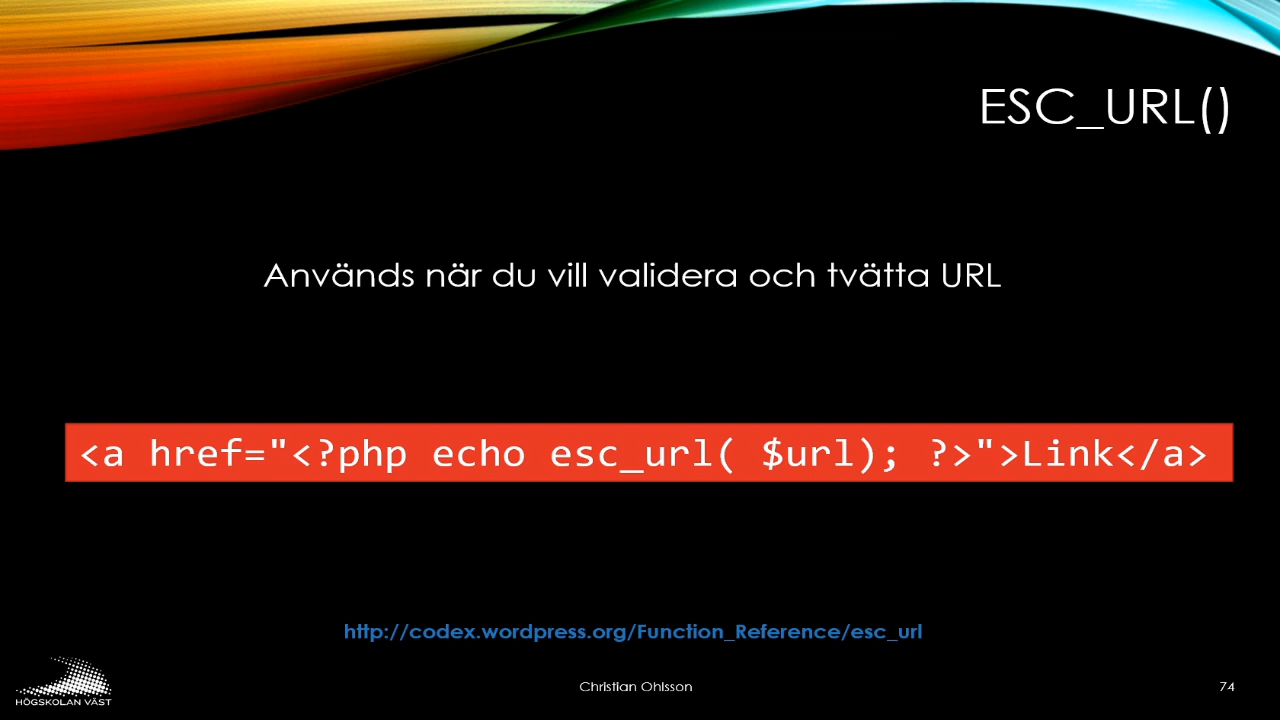 ESC_URL()
Används när du vill validera och tvätta URL
<a href="<?php echo esc_url( $url); ?>">Link</a>
http://codex.wordpress.org/Function_Reference/esc_url
HÖGSKOLAN VÄST
Christian Ohlsson
74